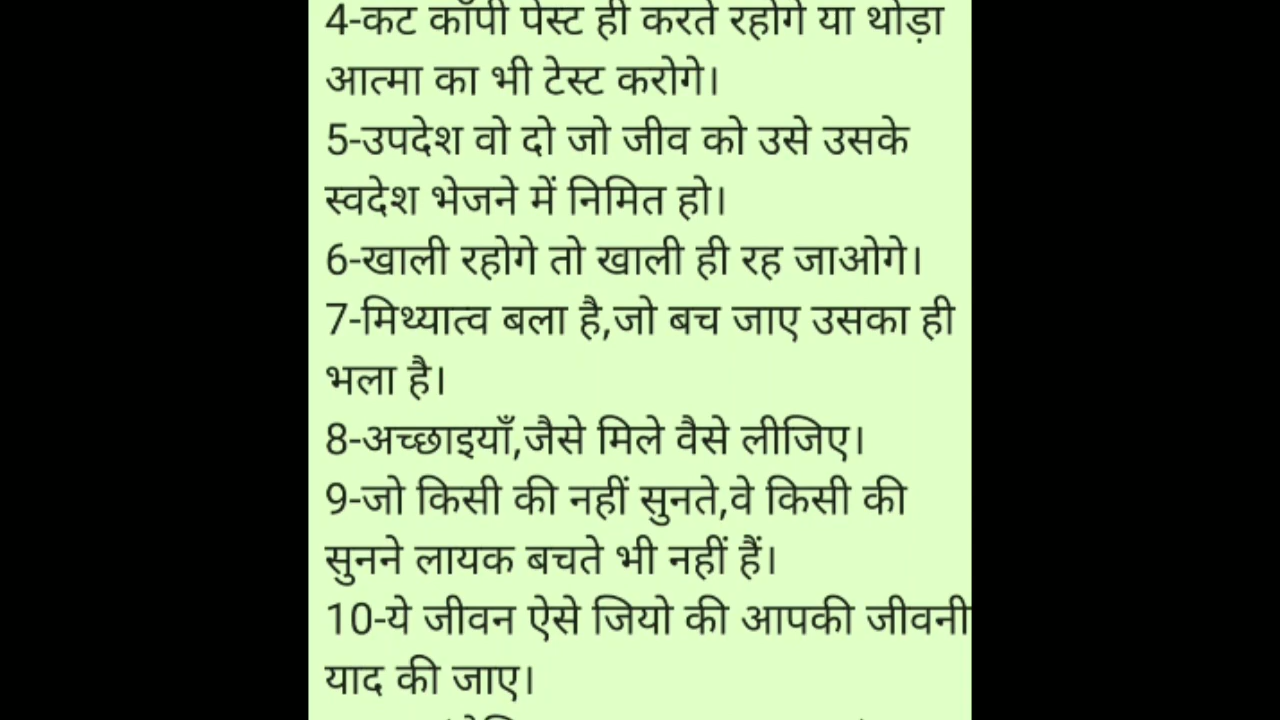 4-कट कॉपी पेस्ट ही करते रहोगे या थोड़ा
आत्मा का भी टेस्ट करोगे।
5-उपदेश वो दो जो जीव को उसे उसके
स्वदेश भेजने में निमित हो।
6-खाली रहोगे तो खाली ही रह जाओगे।
7-मिथ्यात्व बला है,जो बच जाए उसका ही
भला है।
8-अच्छाइयाँ,जैसे मिले वैसे लीजिए।
9-जो किसी की नहीं सुनते,वे किसी की
सुनने लायक बचते भी नहीं हैं।
10-ये जीवन ऐसे जियो की आपकी जीवनी
याद की जाए।